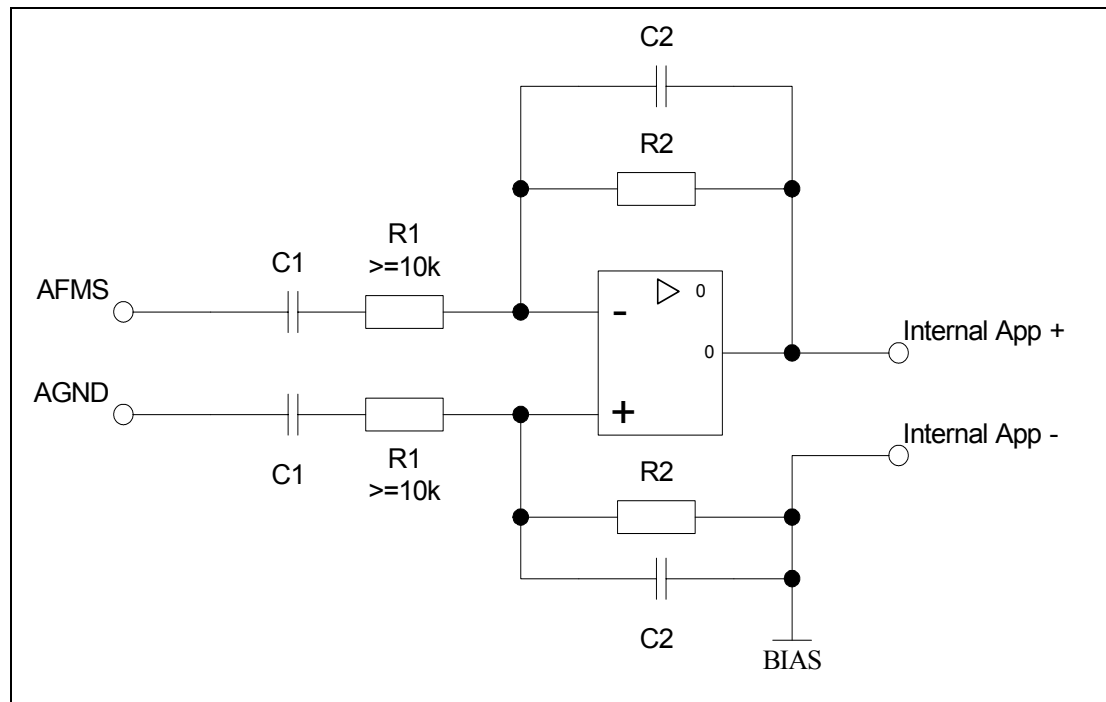 C2
R2
R1
>=10k
C1
AFMS
- 0
0
Internal App +
AGND
+
Internal App -
C1
R1
>=10k
R2
C2
BIAS